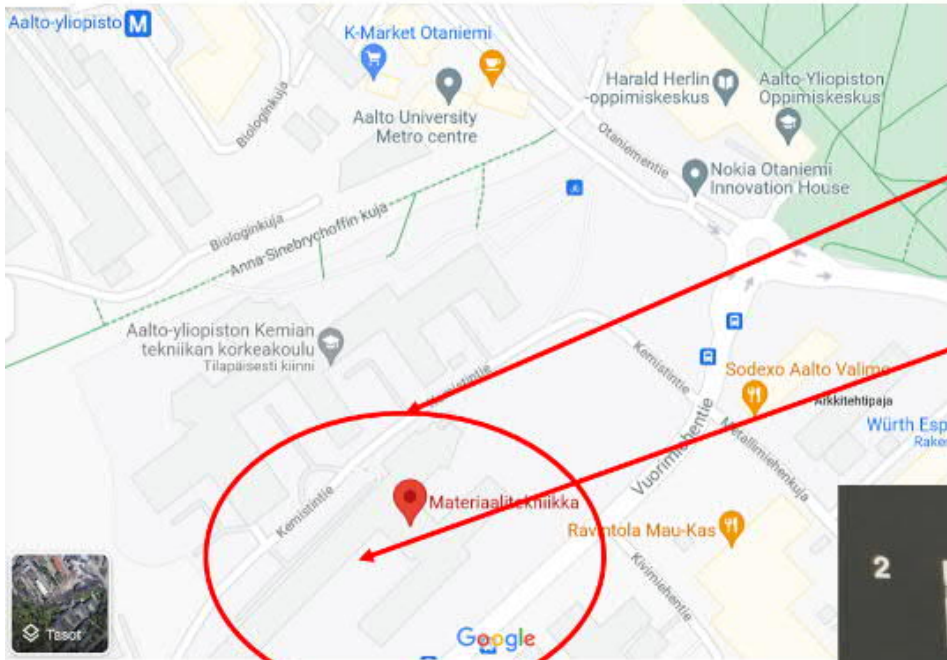 Aalto-yliopisto M
K-Market Otaniemi
Aalto University
Metro centre
Harald Herlin
-oppimiskeskus
Aalto-Yliopiston
Oppimiskeskus
Biologinkuja
Otaniementie
Nokia Otaniemi
Innovation House
Biologinkuja
Anna-Sinebrychoffin kuja
Aalto-yliopiston Kemian
tekniikan korkeakoulu
Tilapäisesti kiinni
Kemistintie
Kemistintie
Sodexo Aalto Valimo
Arkkitehtipaja
Würth Esp
Rake
Metallimiehenkuja
Vuorimiehentie
Materiaalitekniikka
Kemistintie
Ravintola Mau-Kas
Kivimiehentie
2
Tasot
Google